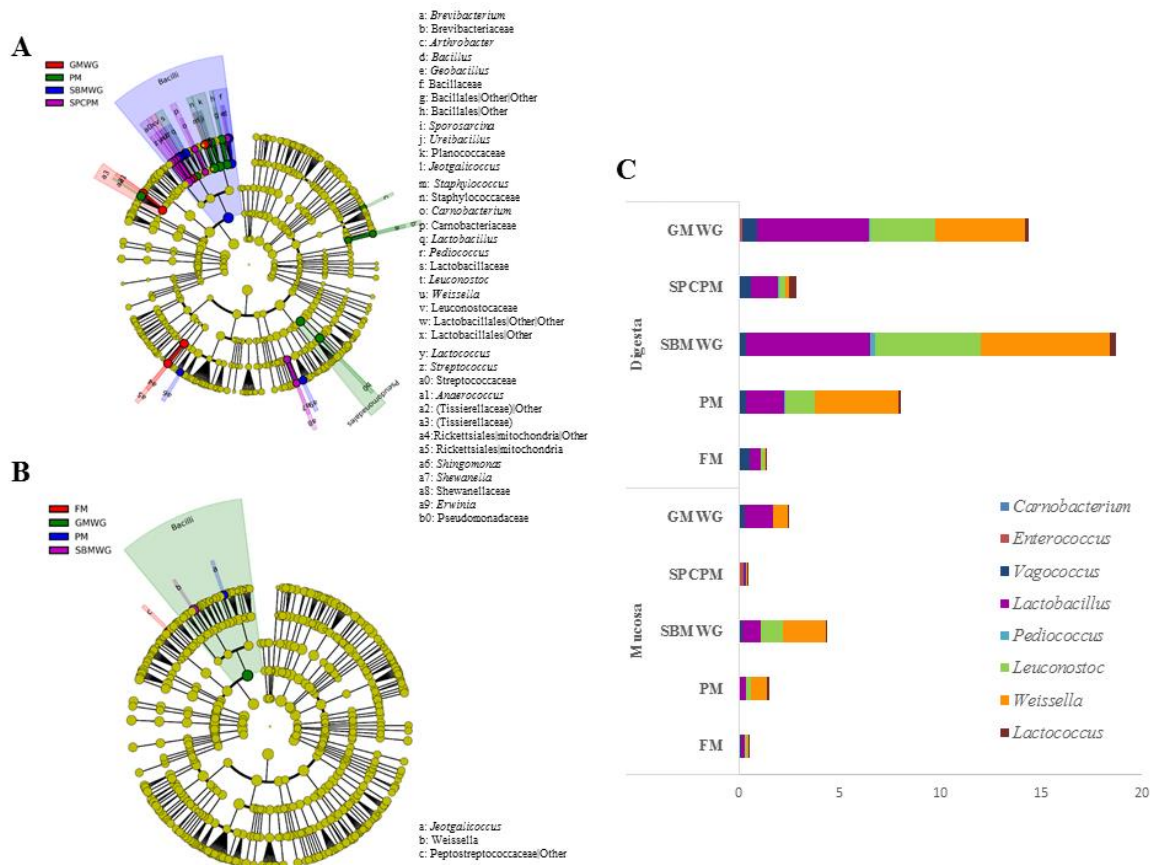 A
GMWG
PM
SBMWG
SPCPM
Bacilli
Pseudomonadales
a: Brevibacterium
b: Brevibacteriaceae
c: Arthrobacter
d: Bacillus
e: Geobacillus
f: Bacillaceae
g: Bacillales|Other|Other
h: Bacillales|Other
i: Sporosarcina
j: Ureibacillus
k: Planococcaceae
l: Jeotgalicoccus
m: Staphylococcus
n: Staphylococcaceae
o: Carnobacterium
p: Carnobacteriaceae
q: Lactobacillus
r: Pediococcus
s: Lactobacillaceae
t: Leuconostoc
u: Weissella
v: Leuconostocaceae
w: Lactobacillales|Other|Other
x: Lactobacillales|Other
y: Lactococcus
z: Streptococcus
a0: Streptococcaceae
a1: Anaerococcus
a2: (Tissierellaceae)|Other
a3: (Tissierellaceae)
a4:Rickettsiales|mitochondria|Other
a5: Rickettsiales|mitochondria
a6: Shingomonas
a7: Shewanella
a8: Shewanellaceae
a9: Erwinia
b0: Pseudomonadaceae
B
FM
GMWG
PM
SBMWG
Bacilli
a
b
c
a: Jeotgalicoccus
b: Weissella
c: Peptostreptococcaceae|Other
C
Digesta
GMWG
SPCPM
SBMWG
PM
FM
Mucosa
GMWG
SPCPM
SBMWG
PM
FM
Carnobacterium
Enterococcus
Vagococcus
Lactobacillus
Pediococcus
Leuconostoc
Weissella
Lactococcus
0 5 10 15 20